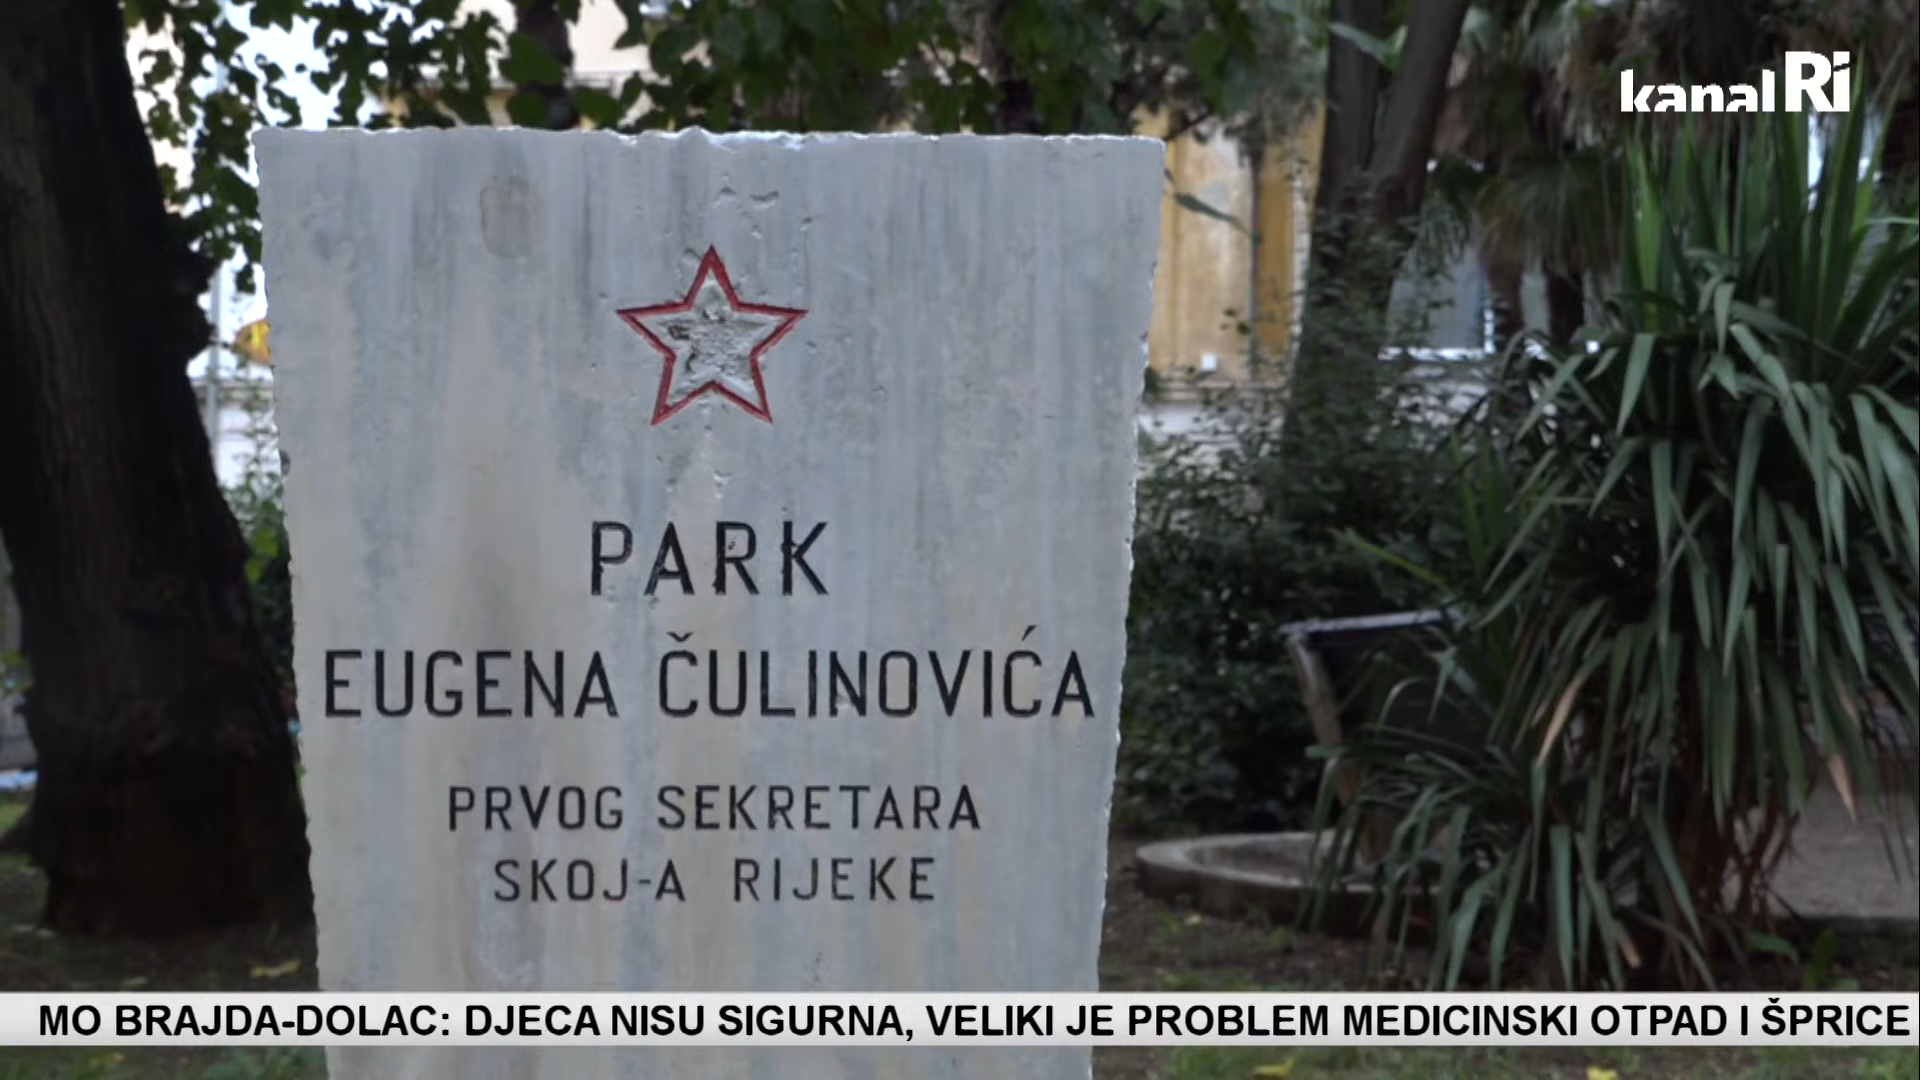 kanal Ri
PARK
EUGENA ČULINOVIĆA
PRVOG SEKRETARA
SKOJ-A RIJEKE
MO BRAJDA-DOLAC: DJECA NISU SIGURNA, VELIKI JE PROBLEM MEDICINSKI OTPAD I ŠPRICE